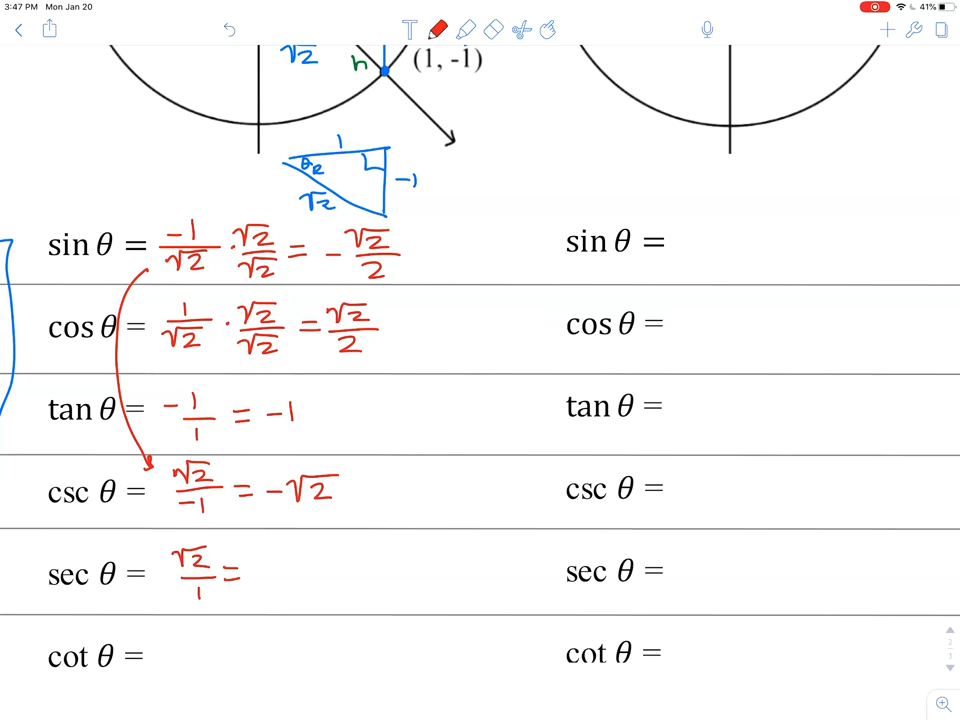 3:47 PM Mon Jan 20
41%
T
√2 h (1, -1)
1
θR
-1
√2
sin θ = -1/√2 · √2/√2 = - √2/2
sin θ =
cos θ = 1/√2 · √2/√2 = √2/2
cos θ =
tan θ = -1/1 = -1
tan θ =
csc θ = √2/-1 = -√2
csc θ =
sec θ = √2/1 =
sec θ =
cot θ =
cot θ =
2
3